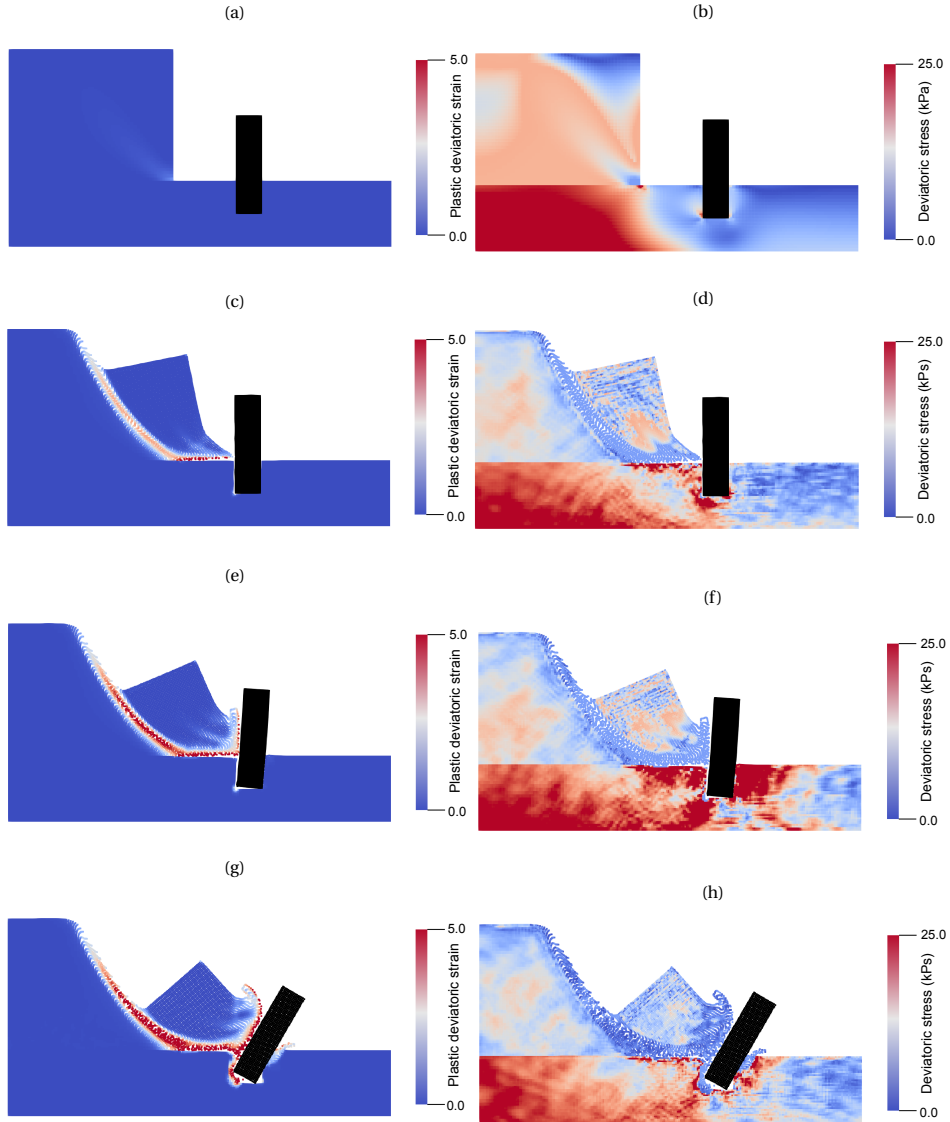 (a)
(b)
5.0
Plastic deviatoric strain
0.0
25.0
Deviatoric stress (kPa)
0.0
(c)
(d)
5.0
Plastic deviatoric strain
0.0
25.0
Deviatoric stress (kPs)
0.0
(e)
(f)
5.0
Plastic deviatoric strain
0.0
25.0
Deviatoric stress (kPs)
0.0
(g)
(h)
5.0
Plastic deviatoric strain
0.0
25.0
Deviatoric stress (kPs)
0.0